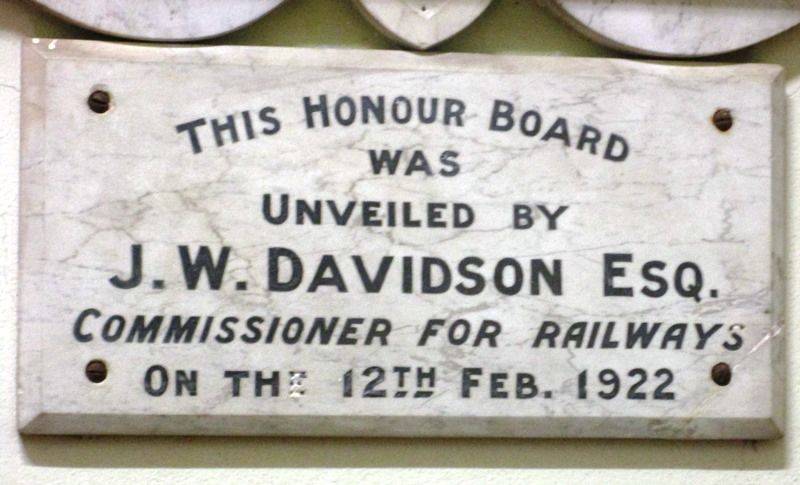 THIS HONOUR BOARD
WAS
UNVEILED BY
J. W. DAVIDSON ESQ.
COMMISSIONER FOR RAILWAYS
ON THE 12TH FEB. 1922